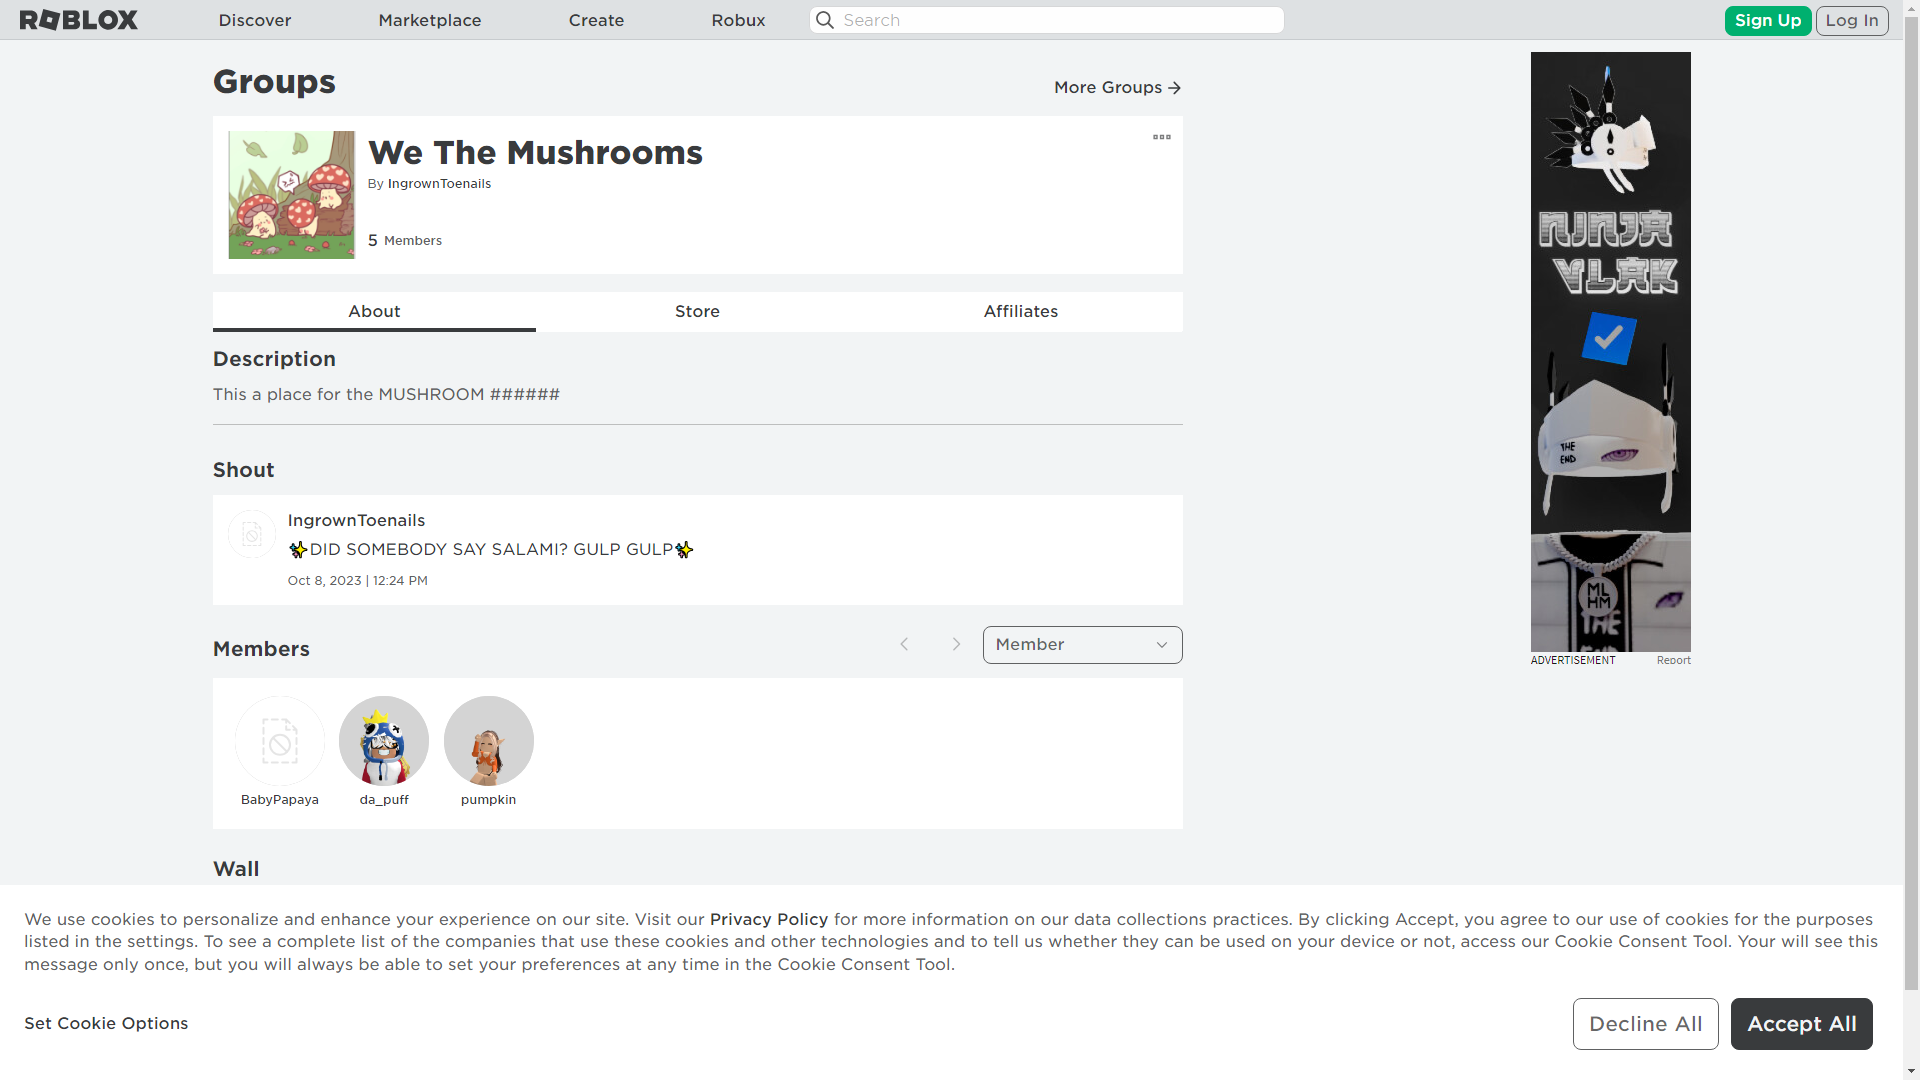 ROBLOX
Discover
Marketplace
Create
Robux
Search
Sign Up
Log In
Groups
More Groups
We The Mushrooms
By IngrownToenails
5 Members
About
Store
Affiliates
Description
This a place for the MUSHROOM ######
Shout
IngrownToenails
✨DID SOMEBODY SAY SALAMI? GULP GULP✨
Oct 8, 2023 | 12:24 PM
Members
Member
BabyPapaya
da_puff
pumpkin
Wall
NINJA
VLAK
THE
END
ML
HM
THE
END
ADVERTISEMENT
Report
We use cookies to personalize and enhance your experience on our site. Visit our Privacy Policy for more information on our data collections practices. By clicking Accept, you agree to our use of cookies for the purposes
listed in the settings. To see a complete list of the companies that use these cookies and other technologies and to tell us whether they can be used on your device or not, access our Cookie Consent Tool. Your will see this
message only once, but you will always be able to set your preferences at any time in the Cookie Consent Tool.
Set Cookie Options
Decline All
Accept All